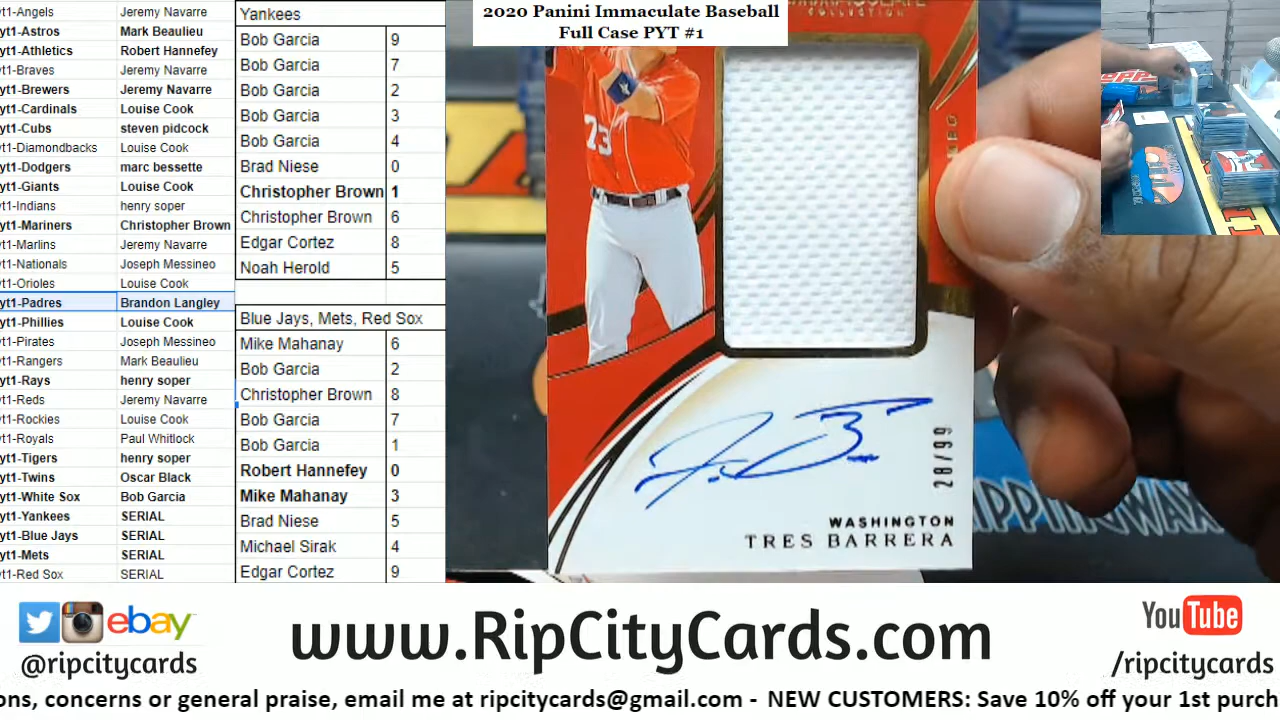 2020 Panini Immaculate Baseball
Full Case PYT #1
yt1-Angels Jeremy Navarre
yt1-Astros Mark Beaulieu
yt1-Athletics Robert Hannefey
yt1-Braves Jeremy Navarre
yt1-Brewers Jeremy Navarre
yt1-Cardinals Louise Cook
yt1-Cubs steven pidcock
yt1-Diamondbacks Louise Cook
yt1-Dodgers marc bessette
yt1-Giants Louise Cook
yt1-Indians henry soper
yt1-Mariners Christopher Brown
yt1-Marlins Jeremy Navarre
yt1-Nationals Joseph Messineo
yt1-Orioles Louise Cook
yt1-Padres Brandon Langley
yt1-Phillies Louise Cook
yt1-Pirates Joseph Messineo
yt1-Rangers Mark Beaulieu
yt1-Rays henry soper
yt1-Reds Jeremy Navarre
yt1-Rockies Louise Cook
yt1-Royals Paul Whitlock
yt1-Tigers henry soper
yt1-Twins Oscar Black
yt1-White Sox Bob Garcia
yt1-Yankees SERIAL
yt1-Blue Jays SERIAL
yt1-Mets SERIAL
yt1-Red Sox SERIAL
Yankees
Bob Garcia 9
Bob Garcia 7
Bob Garcia 2
Bob Garcia 3
Bob Garcia 4
Brad Niese 0
Christopher Brown 1
Christopher Brown 6
Edgar Cortez 8
Noah Herold 5
Blue Jays, Mets, Red Sox
Mike Mahanay 6
Bob Garcia 2
Christopher Brown 8
Bob Garcia 7
Bob Garcia 1
Robert Hannefey 0
Mike Mahanay 3
Brad Niese 5
Michael Sirak 4
Edgar Cortez 9
COLLECTION
73
28/99
WASHINGTON
TRES BARRERA
RIPPINWAX
ebay
@ripcitycards
www.RipCityCards.com
YouTube
/ripcitycards
ons, concerns or general praise, email me at ripcitycards@gmail.com - NEW CUSTOMERS: Save 10% off your 1st purch